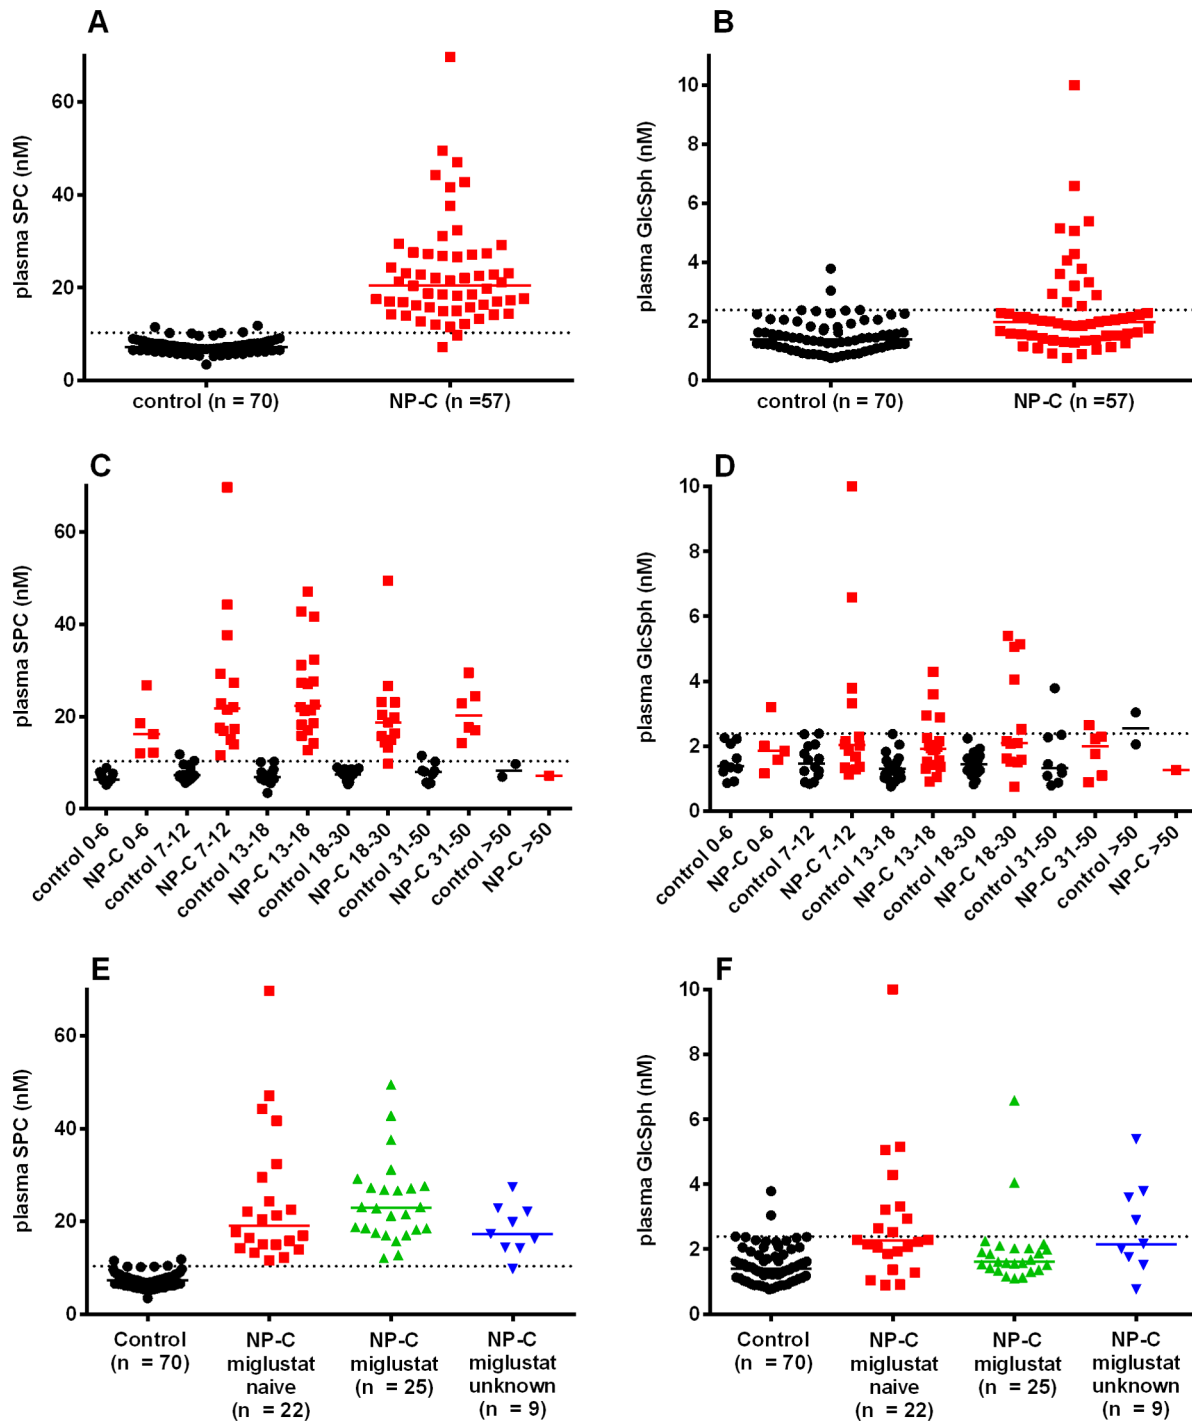 A
plasma SPC (nM)
60
40
20
0
control (n = 70)
NP-C (n =57)
B
plasma GlcSph (nM)
10
8
6
4
2
0
control (n = 70)
NP-C (n =57)
C
plasma SPC (nM)
60
40
20
0
control 0-6
NP-C 0-6
control 7-12
NP-C 7-12
control 13-18
NP-C 13-18
control 18-30
NP-C 18-30
control 31-50
NP-C 31-50
control >50
NP-C >50
D
plasma GlcSph (nM)
10
8
6
4
2
0
control 0-6
NP-C 0-6
control 7-12
NP-C 7-12
control 13-18
NP-C 13-18
control 18-30
NP-C 18-30
control 31-50
NP-C 31-50
control >50
NP-C >50
E
plasma SPC (nM)
60
40
20
0
Control
(n = 70)
NP-C
miglustat
naive
(n = 22)
NP-C
miglustat
(n = 25)
NP-C
miglustat
unknown
(n = 9)
F
plasma GlcSph (nM)
10
8
6
4
2
0
Control
(n = 70)
NP-C
miglustat
naive
(n = 22)
NP-C
miglustat
(n = 25)
NP-C
miglustat
unknown
(n = 9)